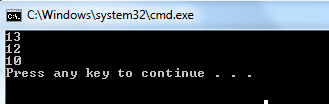 C:\Windows\system32\cmd.exe
13
12
10
Press any key to continue . . .